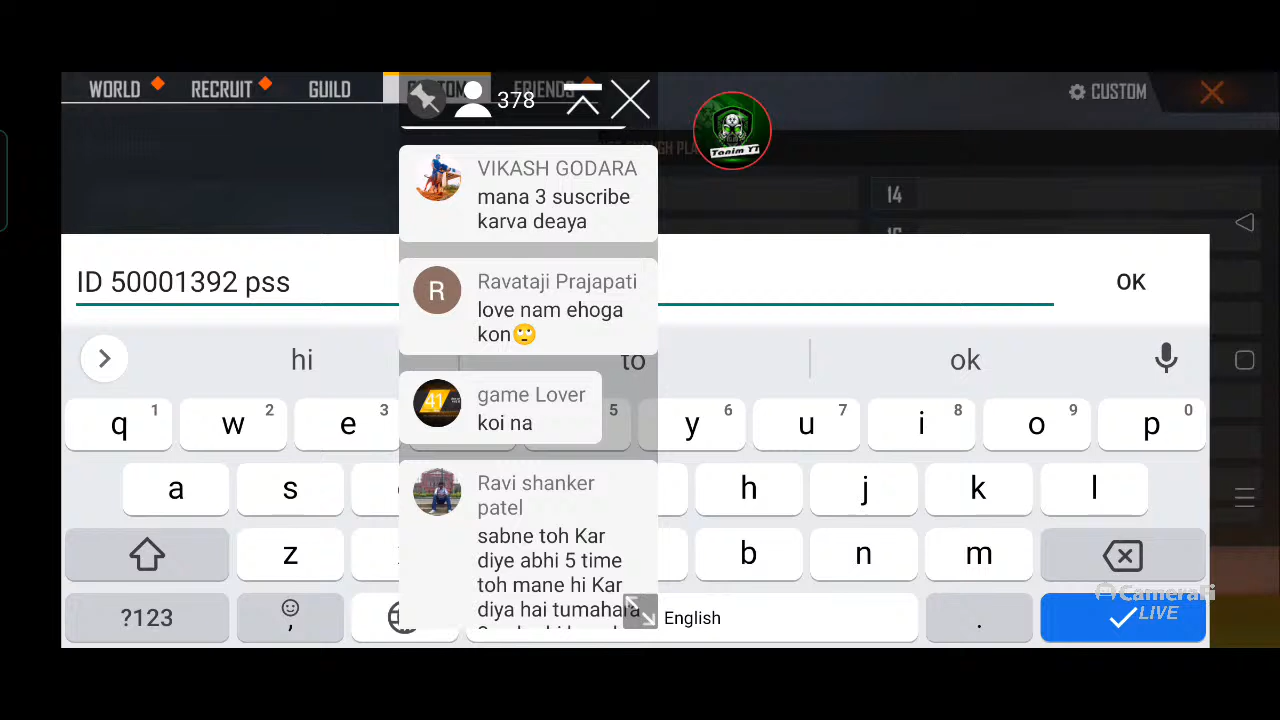 WORLD
RECRUIT
GUILD
FRIENDS
378
CUSTOM
Tanim YT
VIKASH GODARA
mana 3 suscribe
karva deaya
14
Ravataji Prajapati
love nam ehoga
kon🙄
ID 50001392 pss
OK
hi
to
ok
41
game Lover
koi na
Ravi shanker
patel
sabne toh Kar
diye abhi 5 time
toh mane hi Kar
diya hai tumahara
q 1 w 2 e 3 5 y 6 u 7 i 8 o 9 p 0
a s h j k l
z b n m
?123 , English .
CameraFi
LIVE